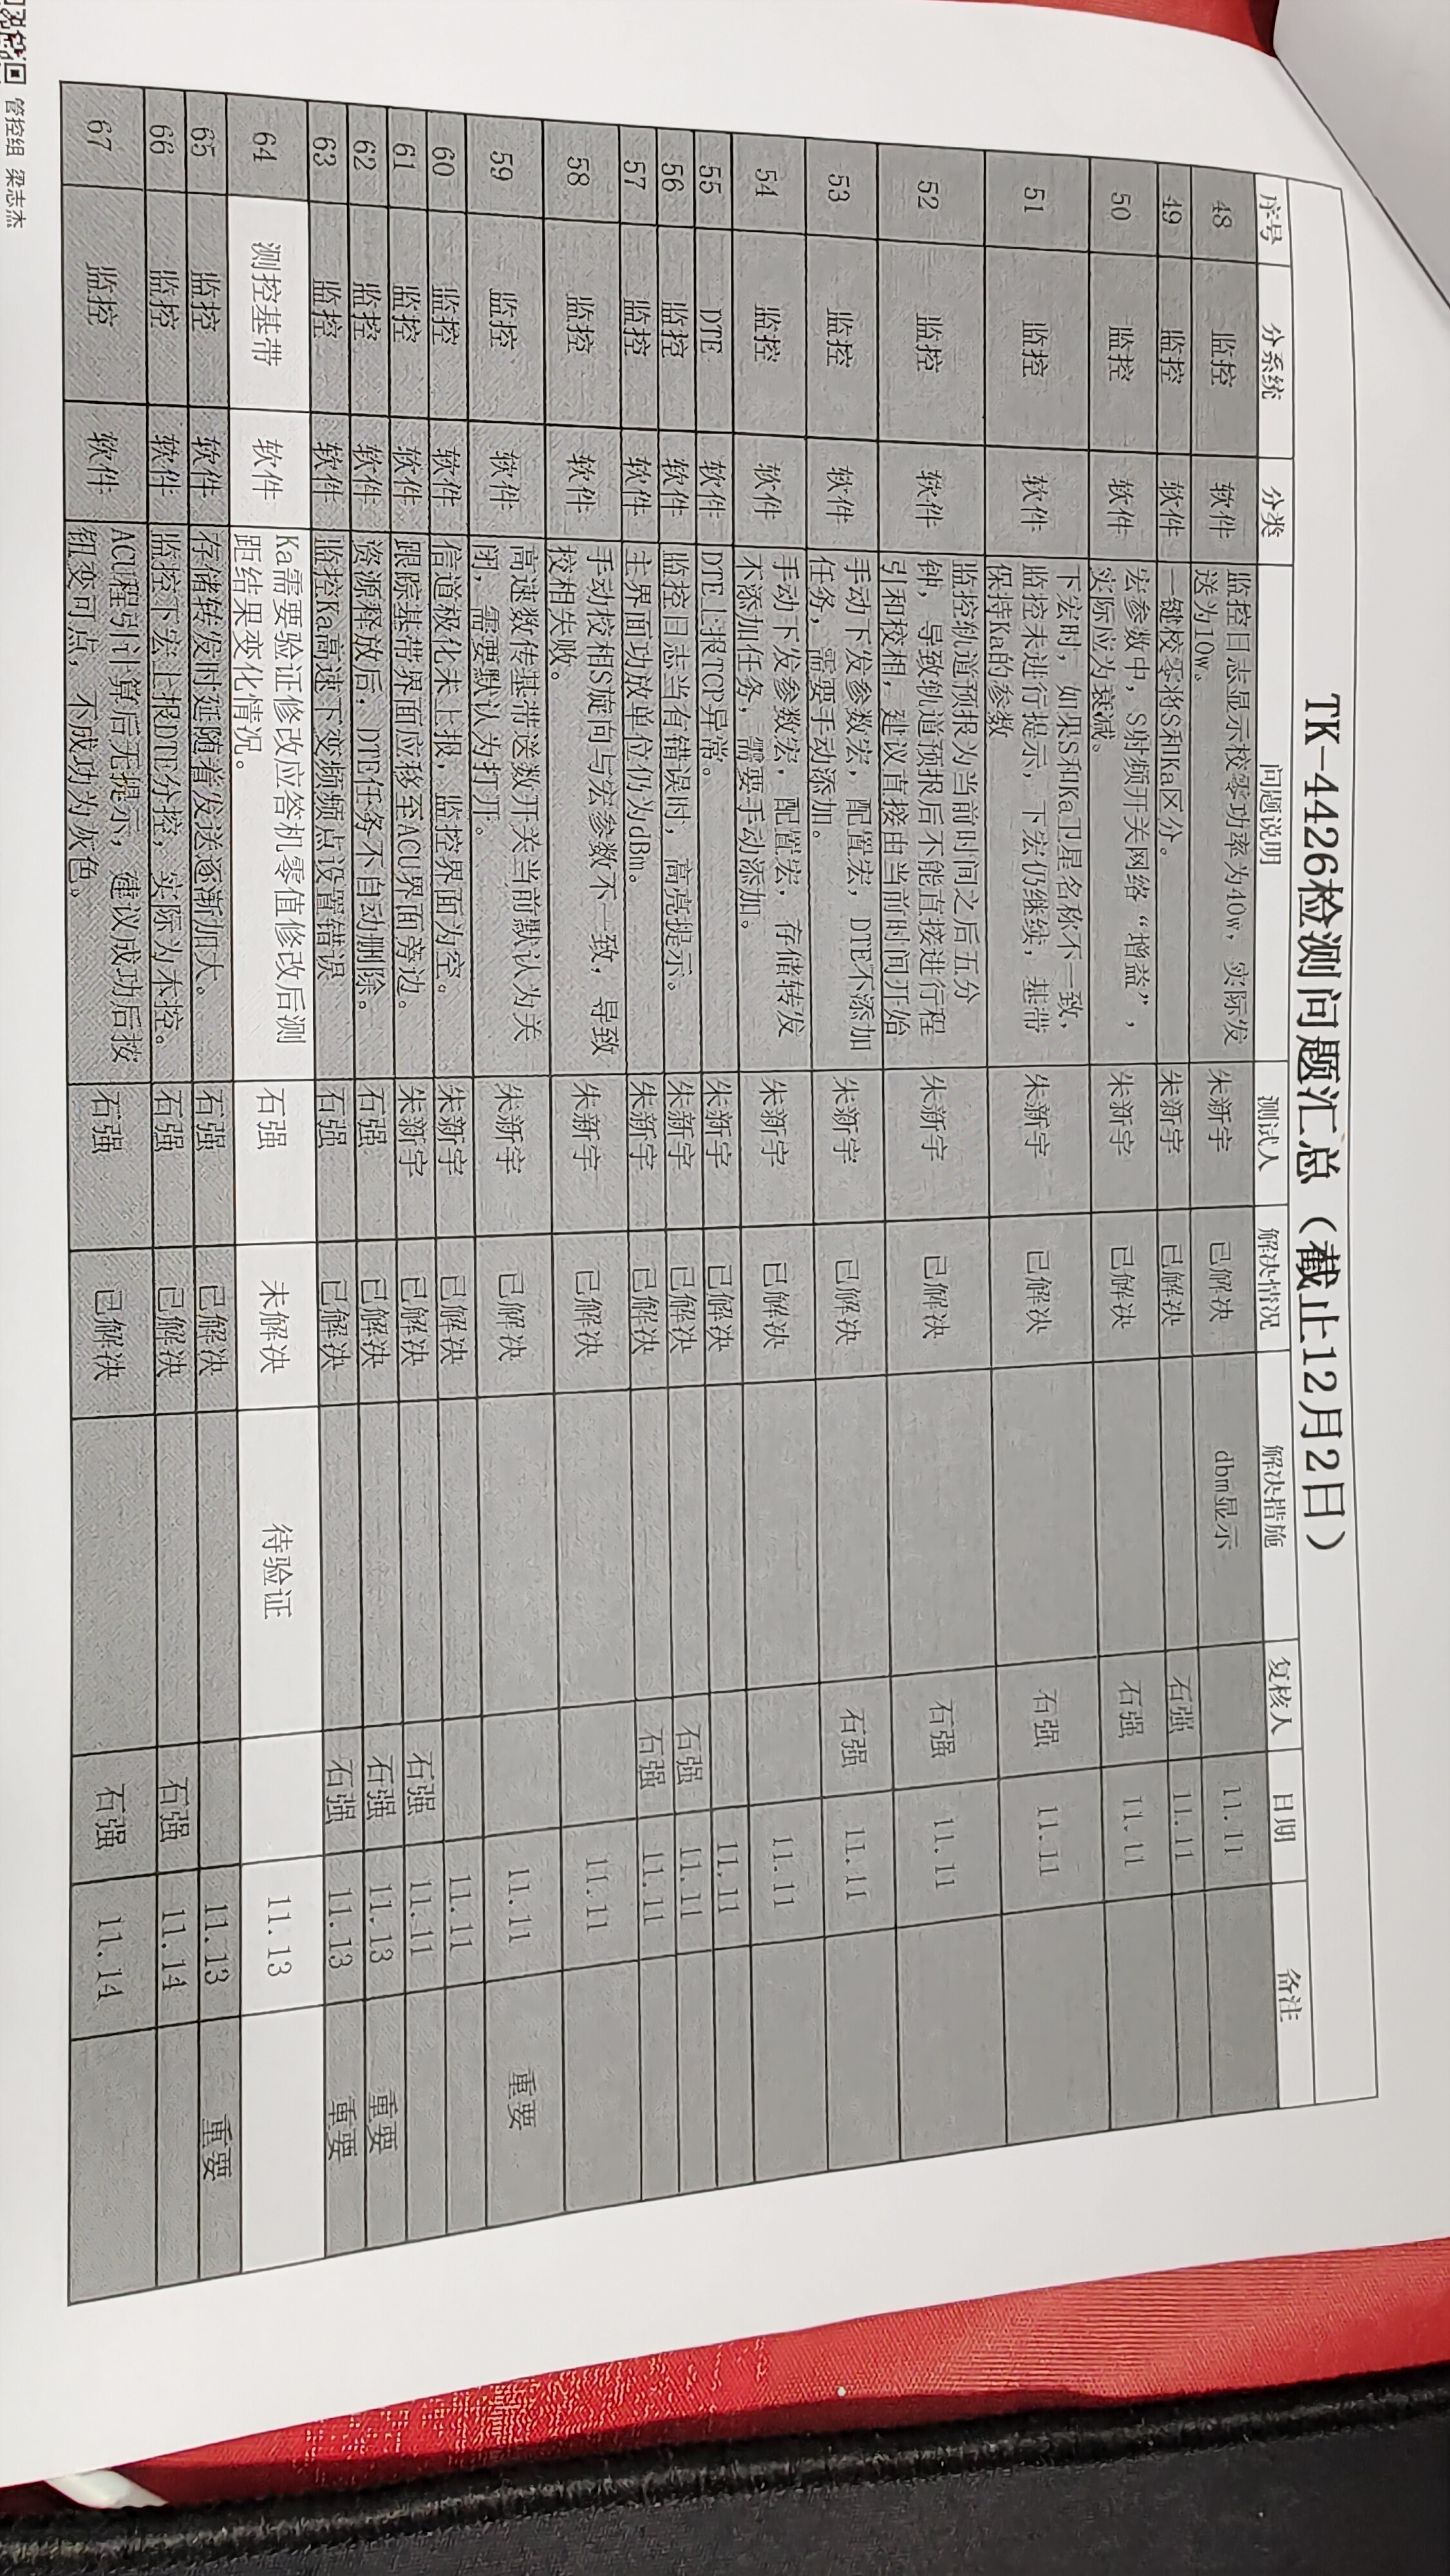 TK-4426检测问题汇总（截止12月2日）
序号 分系统 分类 问题说明 测试人 解决情况 解决措施 复核人 日期 备注
48 监控 软件 监控日志显示校零功率为40w，实际发 朱新宇 已解决 dbm显示 11.11
送为10w。
49 监控 软件 一键校零将S和Ka区分。 朱新宇 已解决 石强 11.11
50 监控 软件 宏参数中，S射频开关网络“增益”， 朱新宇 已解决 石强 11.11
实际应为衰减。
51 监控 软件 下宏时，如果S和Ka卫星名称不一致， 朱新宇 已解决 石强 11.11
监控未进行提示，下宏仍继续，基带
保持Ka的参数
52 监控 软件 监控轨道预报为当前时间之后五分 朱新宇 已解决 石强 11.11
钟，导致轨道预报后不能直接进行程
引和校相，建议直接由当前时间开始
53 监控 软件 手动下发参数宏，配置宏，DTE不添加 朱新宇 已解决 石强 11.11
任务，需要手动添加。
54 监控 软件 手动下发参数宏，配置宏，存储转发 朱新宇 已解决 11.11
不添加任务，需要手动添加。
55 DTE 软件 DTE上报TCP异常。 朱新宇 已解决 11.11
56 监控 软件 监控日志当有错误时，高亮提示。 朱新宇 已解决 石强 11.11
57 监控 软件 主界面功放单位仍为dBm。 朱新宇 已解决 石强 11.11
58 监控 软件 手动校相S旋向与宏参数不一致，导致 朱新宇 已解决 11.11
校相失败。
59 监控 软件 高速数传基带送数开关当前默认为关 朱新宇 已解决 11.11 重要
闭，需要默认为打开。
60 监控 软件 信道极化未上报，监控界面为空。 朱新宇 已解决 11.11
61 监控 软件 跟踪基带界面应移至ACU界面旁边。 朱新宇 已解决 石强 11.11
62 监控 软件 资源释放后，DTE任务不自动删除。 石强 已解决 石强 11.13 重要
63 监控 软件 监控Ka高速下变频频点设置错误 石强 已解决 石强 11.13 重要
64 测控基带 软件 Ka需要验证修改应答机零值修改后测 石强 未解决 待验证 11.13
距结果变化情况。
65 监控 软件 存储转发时延随着发送逐渐加大。 石强 已解决 11.13 重要
66 监控 软件 监控下宏上报DTE分控，实际为本控。 石强 已解决 石强 11.14
67 监控 软件 ACU程引计算后无提示，建议成功后按 石强 已解决 石强 11.14
钮变可点，不成功为灰色。
管控组 梁志杰